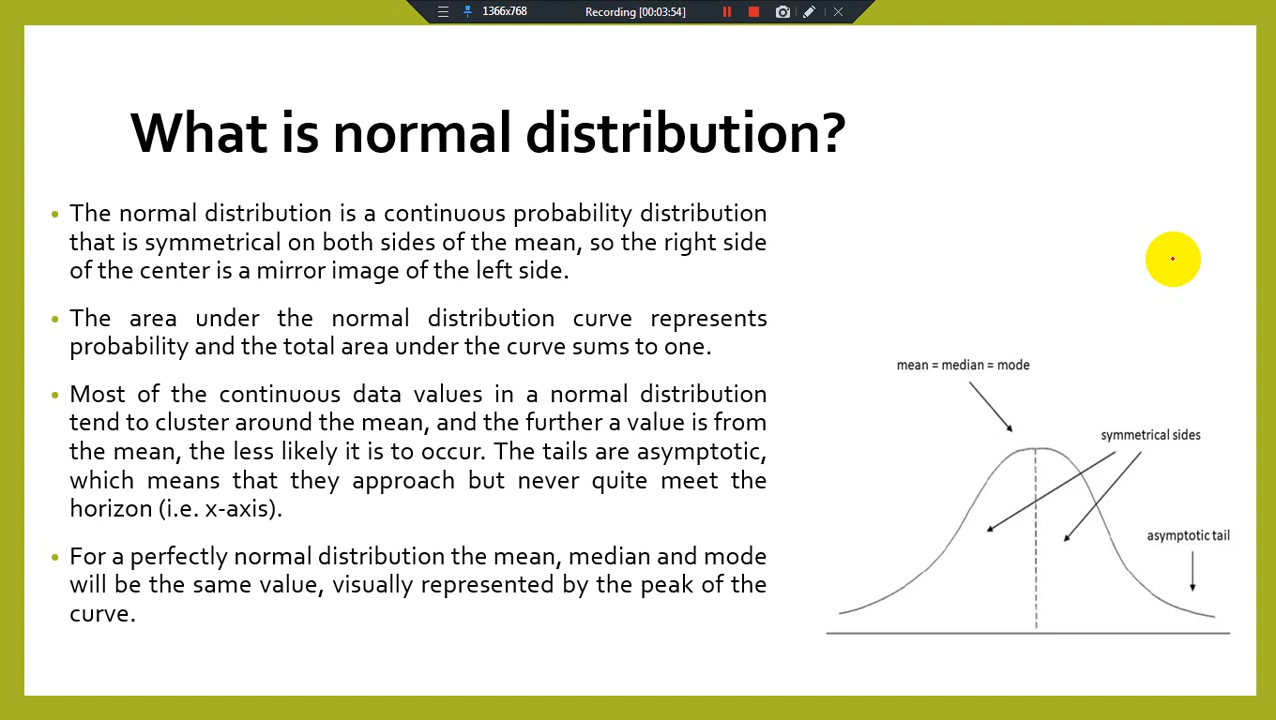 1366x768
Recording [00:03:54]
What is normal distribution?
• The normal distribution is a continuous probability distribution
that is symmetrical on both sides of the mean, so the right side
of the center is a mirror image of the left side.
• The area under the normal distribution curve represents
probability and the total area under the curve sums to one.
• Most of the continuous data values in a normal distribution
tend to cluster around the mean, and the further a value is from
the mean, the less likely it is to occur. The tails are asymptotic,
which means that they approach but never quite meet the
horizon (i.e. x-axis).
• For a perfectly normal distribution the mean, median and mode
will be the same value, visually represented by the peak of the
curve.
mean = median = mode
symmetrical sides
asymptotic tail